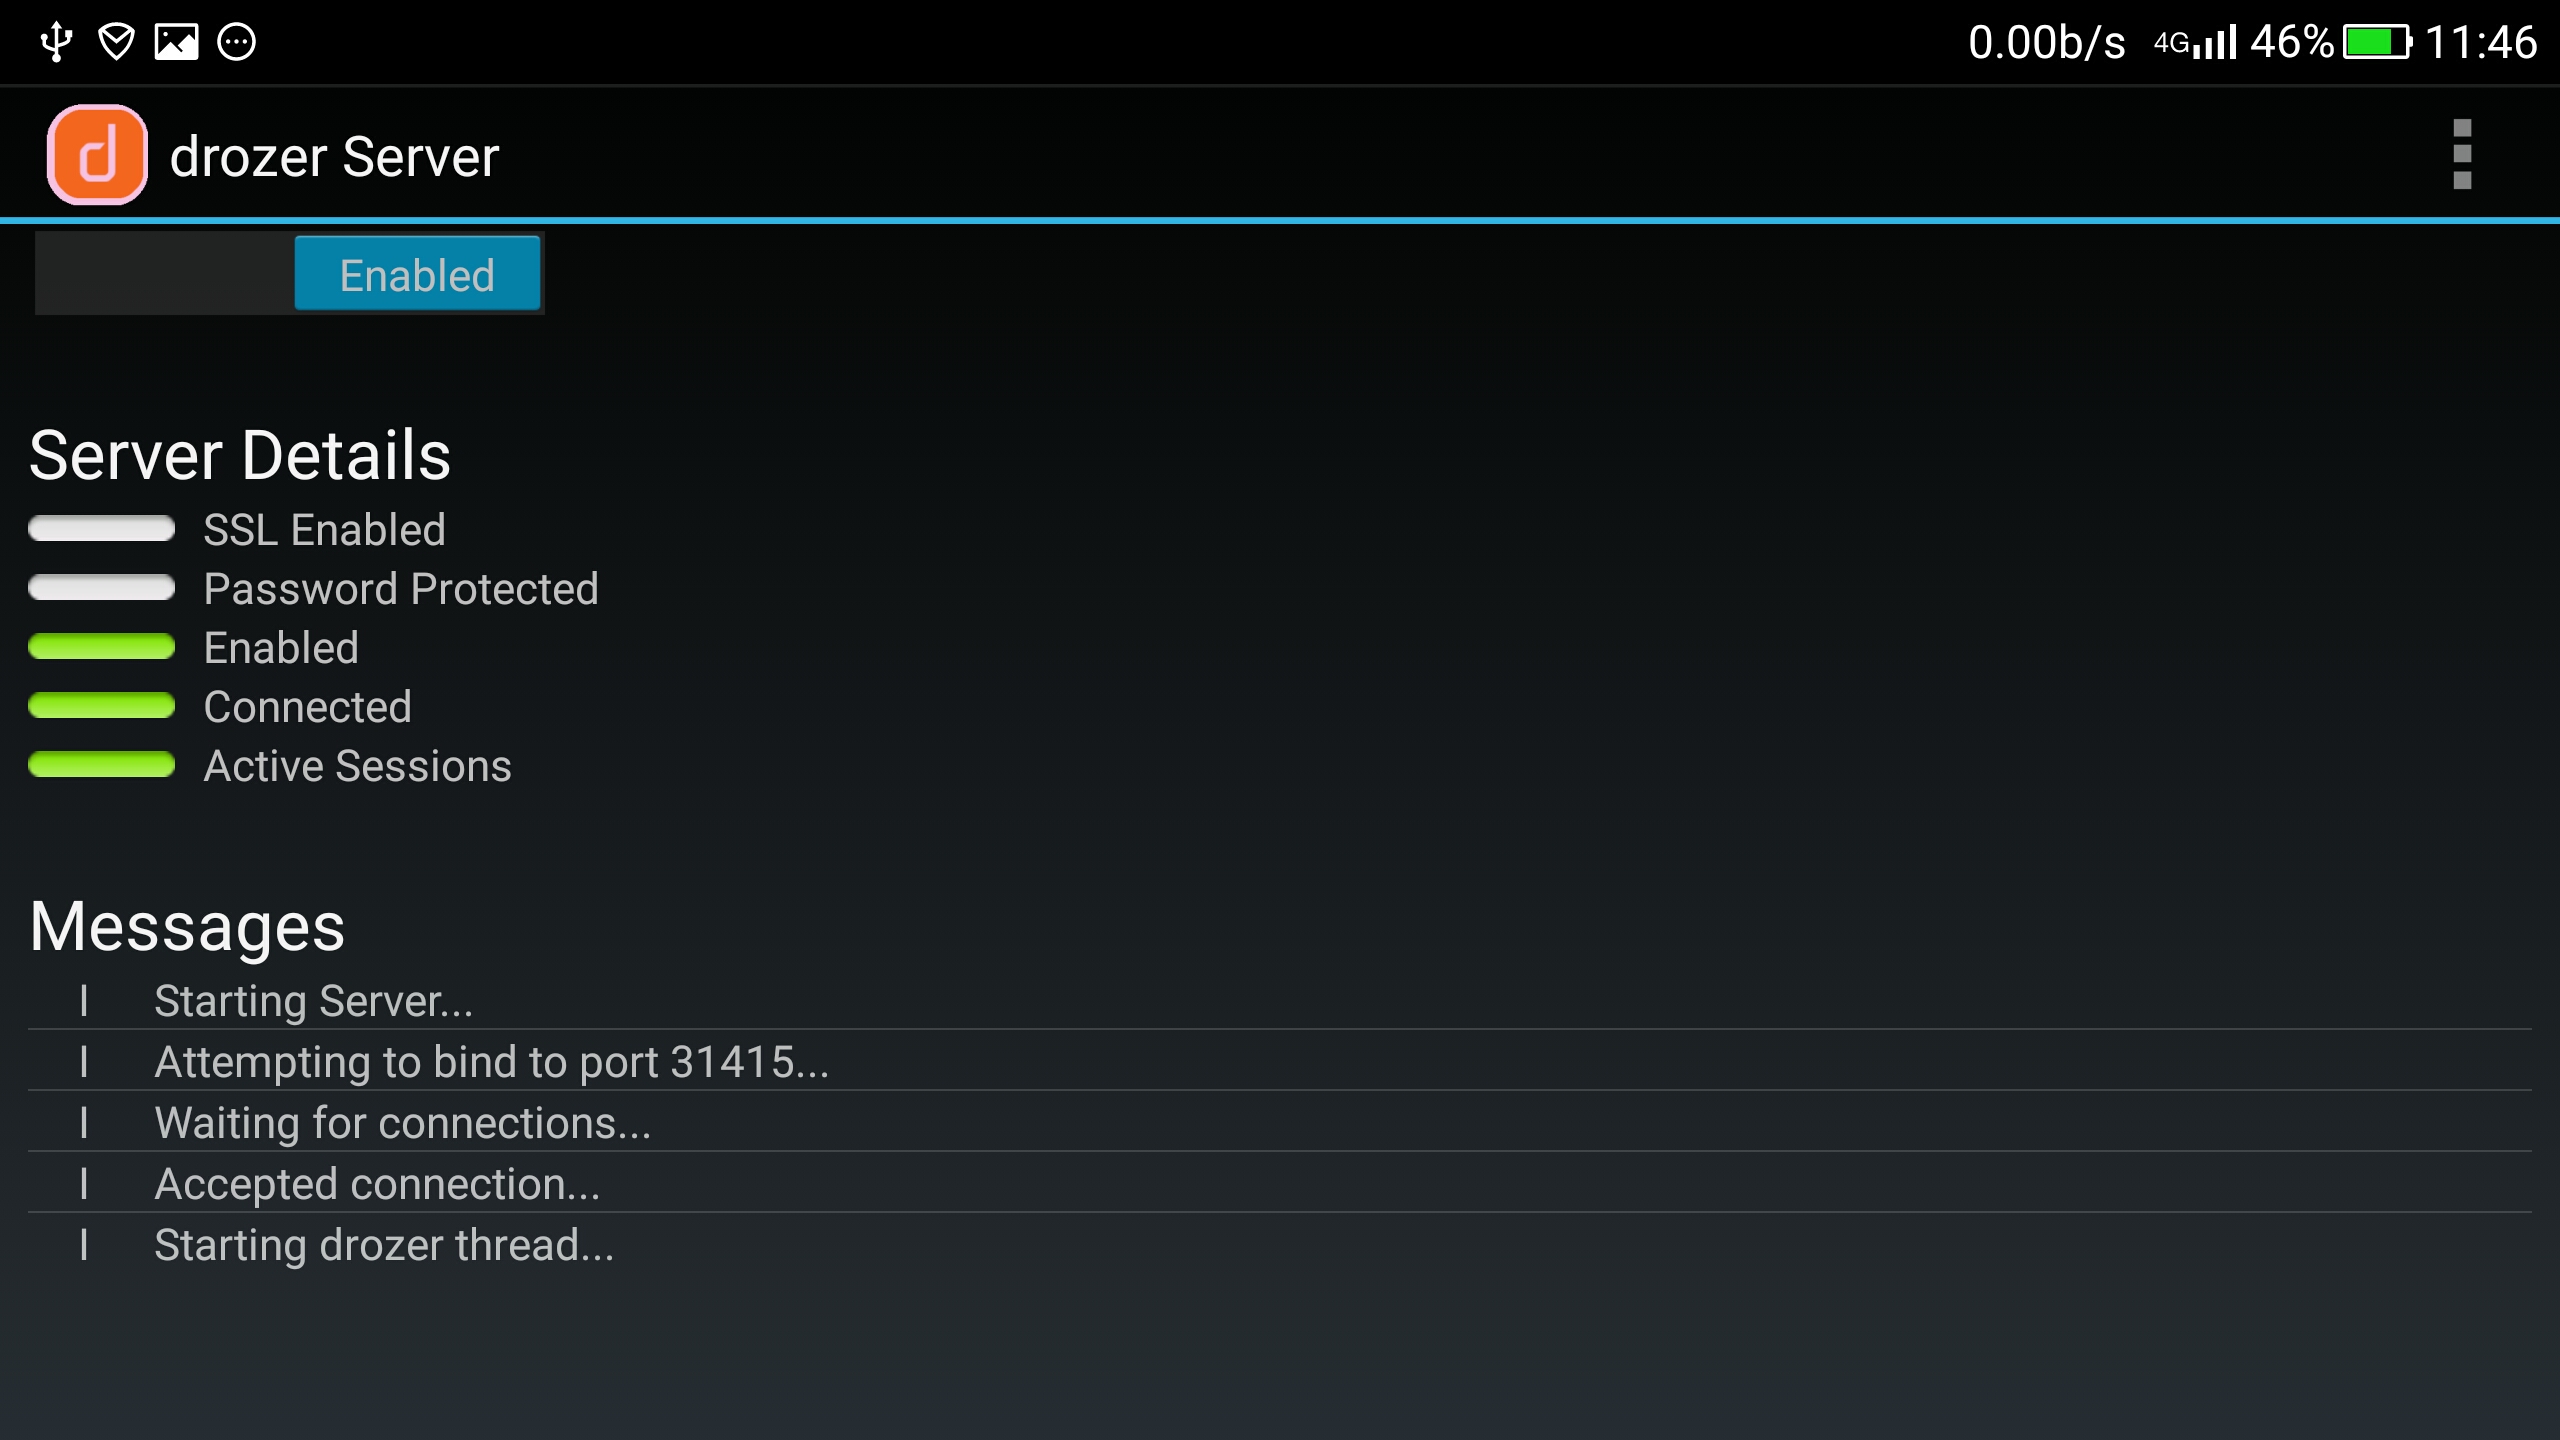 0.00b/s 4G 46% 11:46
d drozer Server
Enabled
Server Details
SSL Enabled
Password Protected
Enabled
Connected
Active Sessions
Messages
I Starting Server...
I Attempting to bind to port 31415...
I Waiting for connections...
I Accepted connection...
I Starting drozer thread...